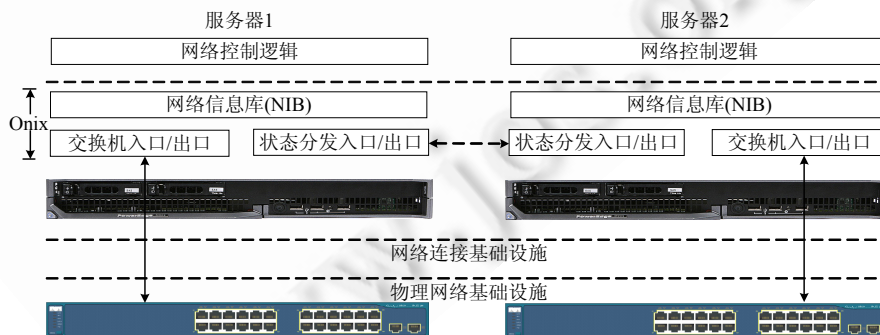 服务器1
服务器2
网络控制逻辑
网络控制逻辑
Onix
网络信息库(NIB)
网络信息库(NIB)
交换机入口/出口
状态分发入口/出口
状态分发入口/出口
交换机入口/出口
PowerEdge
PowerEdge
网络连接基础设施
物理网络基础设施